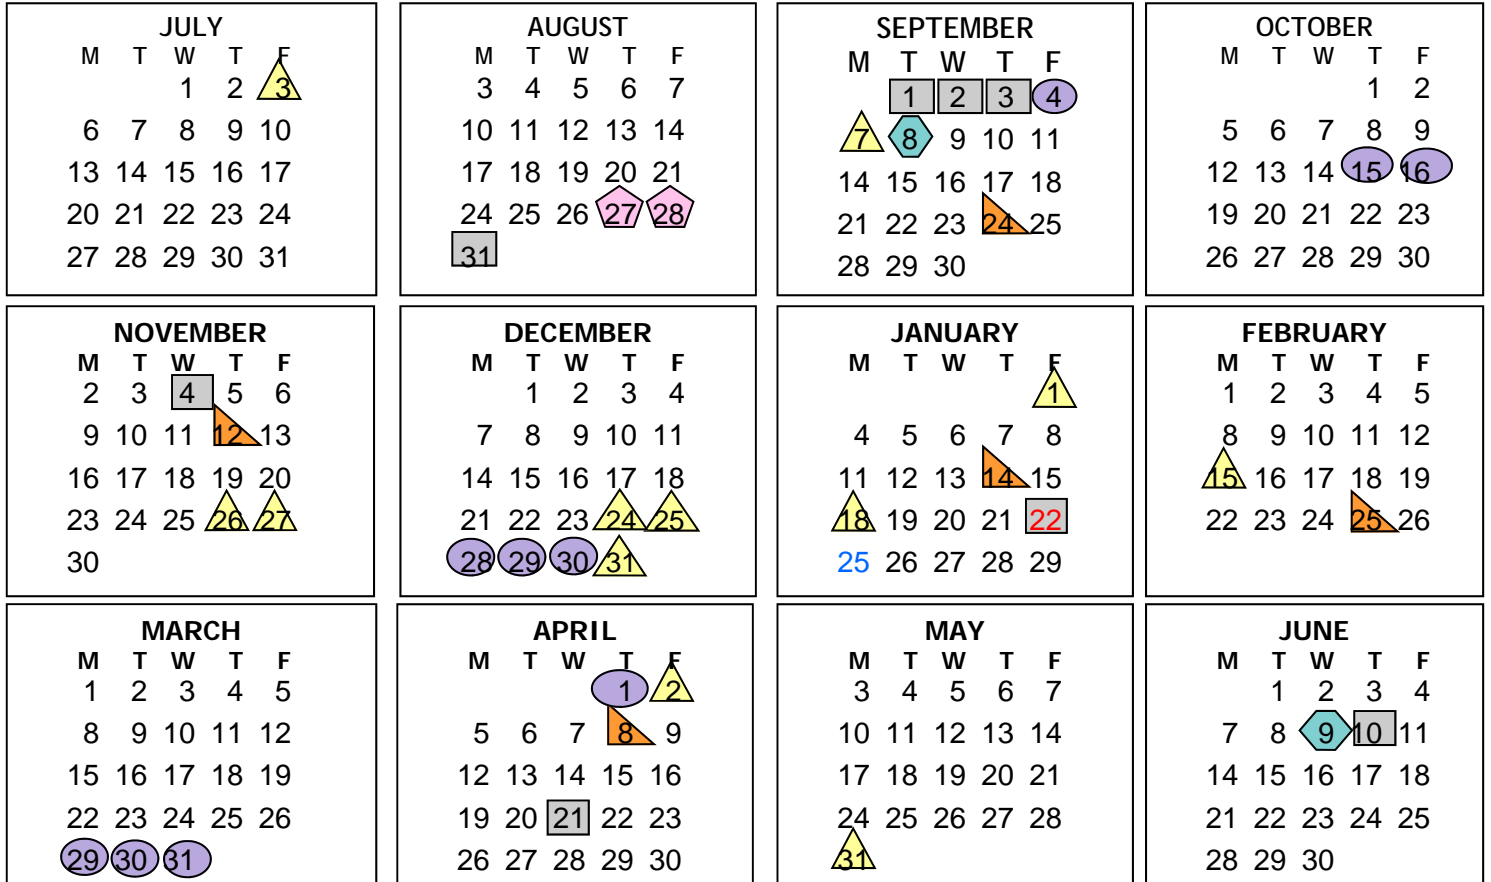 JULY
M T W T F
1 2 3
6 7 8 9 10
13 14 15 16 17
20 21 22 23 24
27 28 29 30 31
AUGUST
M T W T F
3 4 5 6 7
10 11 12 13 14
17 18 19 20 21
24 25 26 27 28
31
SEPTEMBER
M T W T F
1 2 3 4
7 8 9 10 11
14 15 16 17 18
21 22 23 24 25
28 29 30
OCTOBER
M T W T F
1 2
5 6 7 8 9
12 13 14 15 16
19 20 21 22 23
26 27 28 29 30
NOVEMBER
M T W T F
2 3 4 5 6
9 10 11 12 13
16 17 18 19 20
23 24 25 26 27
30
DECEMBER
M T W T F
1 2 3 4
7 8 9 10 11
14 15 16 17 18
21 22 23 24 25
28 29 30 31
JANUARY
M T W T F
1
4 5 6 7 8
11 12 13 14 15
18 19 20 21 22
25 26 27 28 29
FEBRUARY
M T W T F
1 2 3 4 5
8 9 10 11 12
15 16 17 18 19
22 23 24 25 26
MARCH
M T W T F
1 2 3 4 5
8 9 10 11 12
15 16 17 18 19
22 23 24 25 26
29 30 31
APRIL
M T W T F
1 2
5 6 7 8 9
12 13 14 15 16
19 20 21 22 23
26 27 28 29 30
MAY
M T W T F
3 4 5 6 7
10 11 12 13 14
17 18 19 20 21
24 25 26 27 28
31
JUNE
M T W T F
1 2 3 4
7 8 9 10 11
14 15 16 17 18
21 22 23 24 25
28 29 30